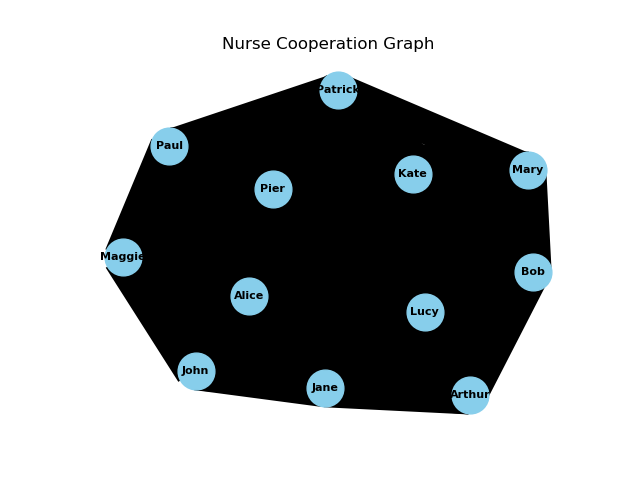 Nurse Cooperation Graph
Patrick
Paul
Kate
Mary
Pier
Maggie
Bob
Alice
Lucy
John
Jane
Arthur